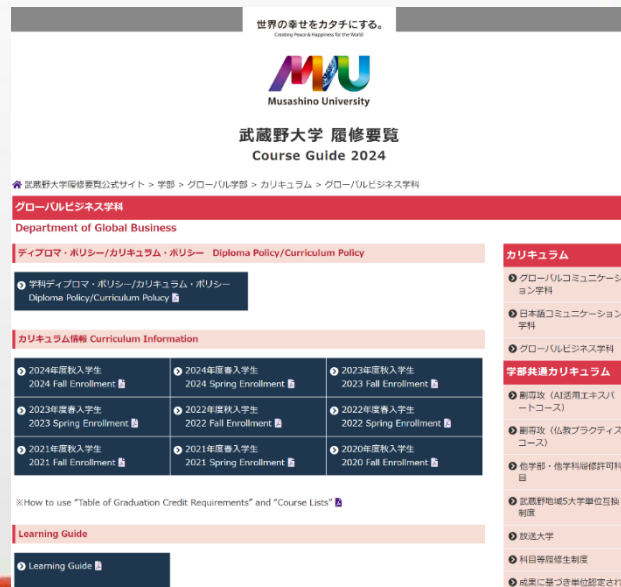 世界の幸せをカタチにする。
Creating Peace & Happiness for the World
MU
Musashino University
武蔵野大学 履修要覧
Course Guide 2024
武蔵野大学履修要覧公式サイト > 学部 > グローバル学部 > カリキュラム > グローバルビジネス学科
グローバルビジネス学科
Department of Global Business
ディプロマ・ポリシー/カリキュラム・ポリシー Diploma Policy/Curriculum Policy
学科ディプロマ・ポリシー/カリキュラム・ポリシー
Diploma Policy/Curriculum Polucy
カリキュラム情報 Curriculum Information
2024年度秋入学生
2024 Fall Enrollment
2024年度春入学生
2024 Spring Enrollment
2023年度秋入学生
2023 Fall Enrollment
2023年度春入学生
2023 Spring Enrollment
2022年度秋入学生
2022 Fall Enrollment
2022年度春入学生
2022 Spring Enrollment
2021年度秋入学生
2021 Fall Enrollment
2021年度春入学生
2021 Spring Enrollment
2020年度秋入学生
2020 Fall Enrollment
※How to use "Table of Graduation Credit Requirements" and "Course Lists"
Learning Guide
Learning Guide
カリキュラム
グローバルコミュニケーシ
ョン学科
日本語コミュニケーション
学科
グローバルビジネス学科
学部共通カリキュラム
副専攻（AI活用エキスパ
ートコース）
副専攻（仏教プラクティス
コース）
他学部・他学科履修許可科
目
武蔵野地域5大学単位互換
制度
放送大学
科目等履修生制度
成果に基づき単位認定され